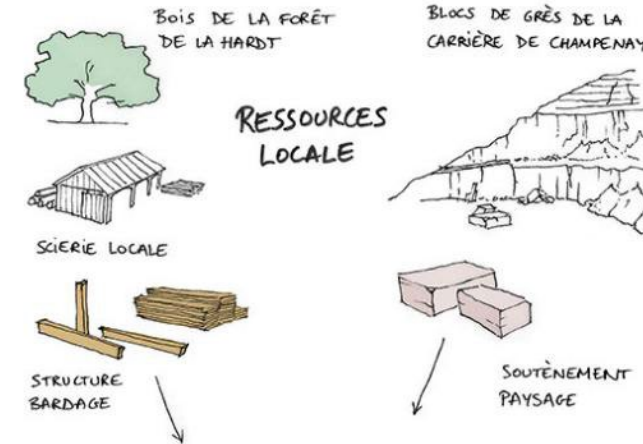 BOIS DE LA FORÊT
DE LA HARDT
BLOCS DE GRÈS DE LA
CARRIÈRE DE CHAMPENAY
RESSOURCES
LOCALE
SCIERIE LOCALE
STRUCTURE
BARDAGE
SOUTÈNEMENT
PAYSAGE